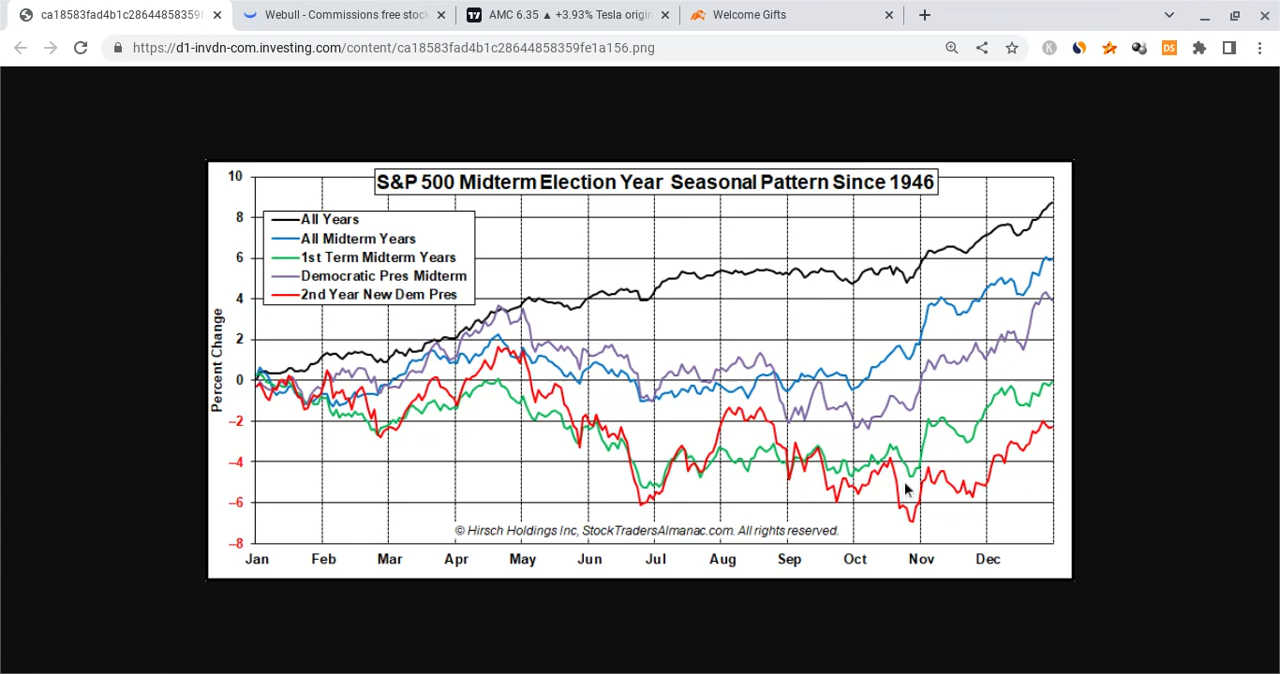 ca18583fad4b1c28644858359f
Webull - Commissions free stoc
AMC 6.35 ▲ +3.93% Tesla origin
Welcome Gifts
https://d1-invdn-com.investing.com/content/ca18583fad4b1c28644858359fe1a156.png
K
DS
S&P 500 Midterm Election Year Seasonal Pattern Since 1946
All Years
All Midterm Years
1st Term Midterm Years
Democratic Pres Midterm
2nd Year New Dem Pres
Percent Change
10
8
6
4
2
0
-2
-4
-6
-8
© Hirsch Holdings Inc, StockTradersAlmanac.com. All rights reserved.
Jan Feb Mar Apr May Jun Jul Aug Sep Oct Nov Dec